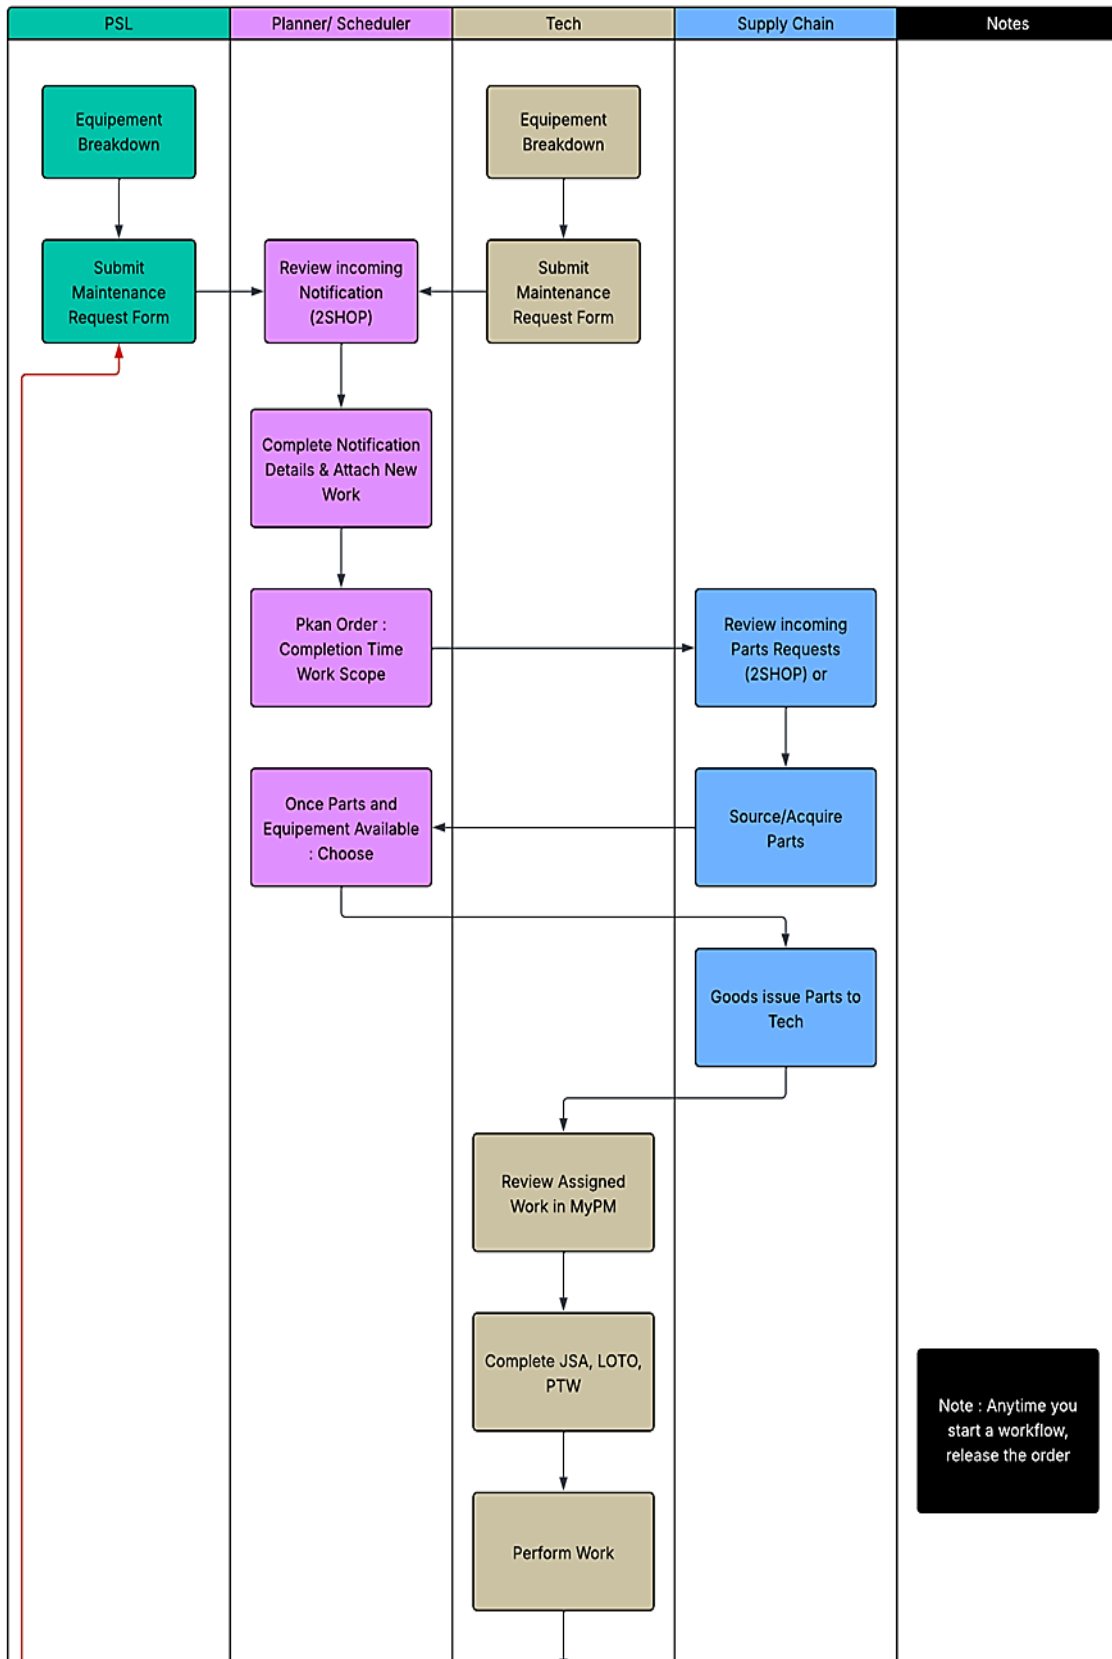 PSL
Planner/ Scheduler
Tech
Supply Chain
Notes
Equipement
Breakdown
Equipement
Breakdown
Submit
Maintenance
Request Form
Review incoming
Notification
(2SHOP)
Submit
Maintenance
Request Form
Complete Notification
Details & Attach New
Work
Pkan Order :
Completion Time
Work Scope
Review incoming
Parts Requests
(2SHOP) or
Once Parts and
Equipement Available
: Choose
Source/Acquire
Parts
Goods issue Parts to
Tech
Review Assigned
Work in MyPM
Complete JSA, LOTO,
PTW
Note : Anytime you
start a workflow,
release the order
Perform Work